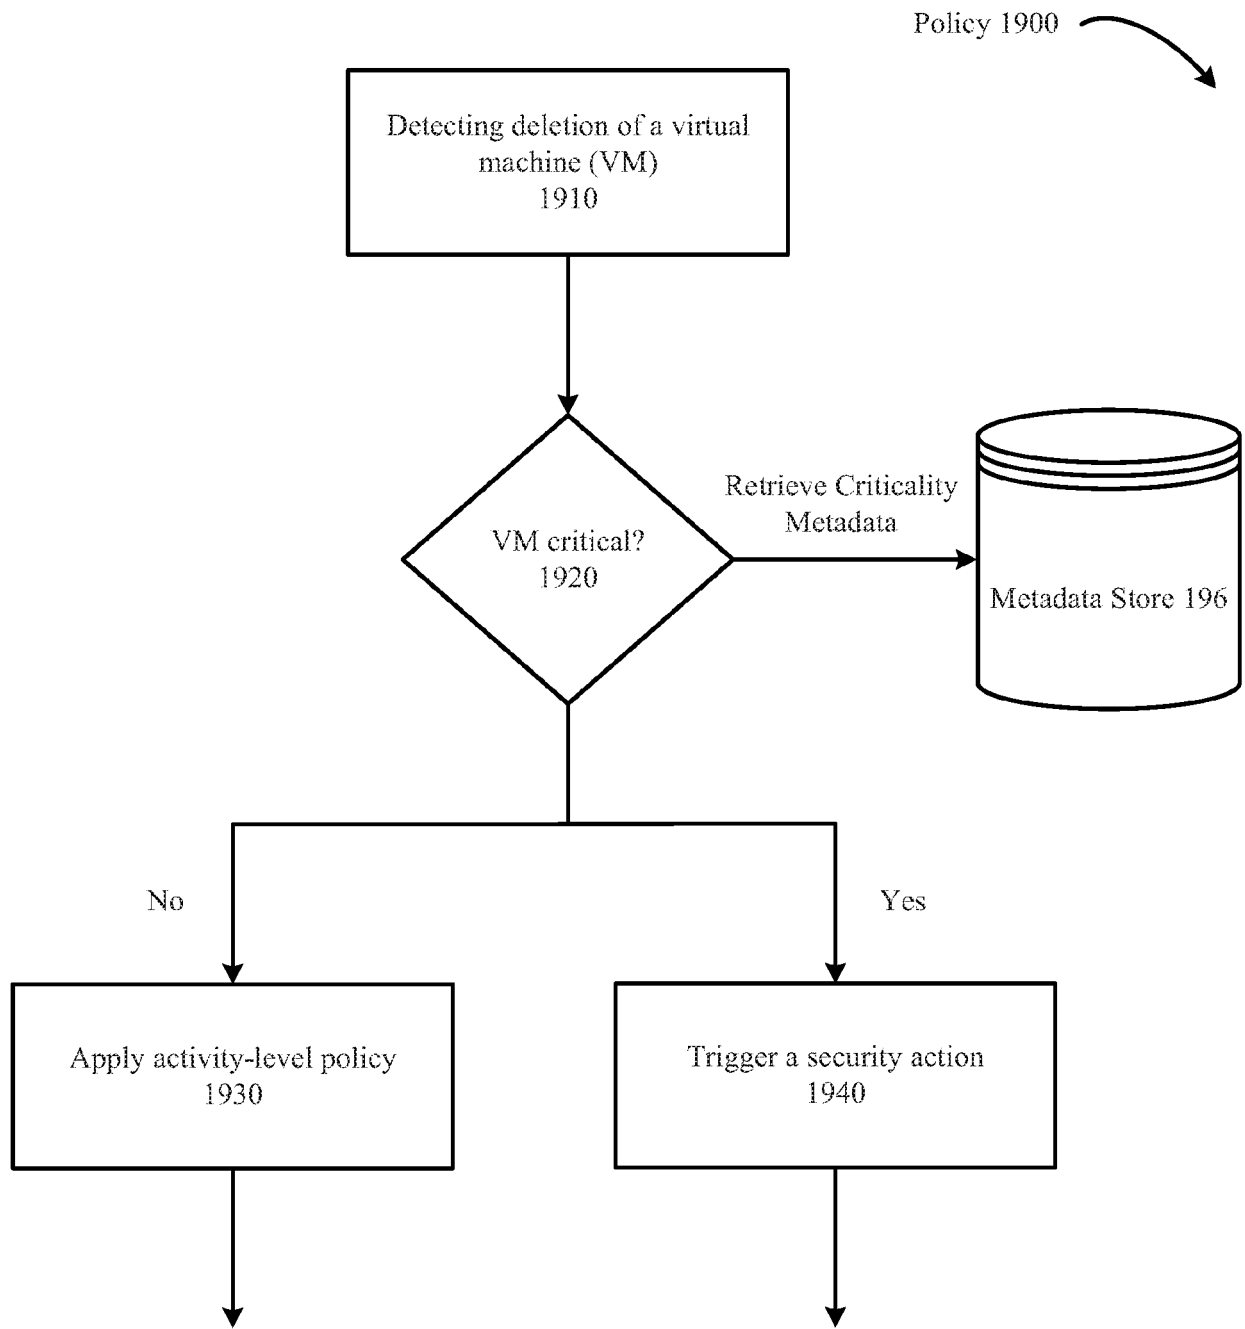 Policy 1900
Detecting deletion of a virtual
machine (VM)
1910
Retrieve Criticality
Metadata
VM critical?
1920
Metadata Store 196
No
Yes
Apply activity-level policy
1930
Trigger a security action
1940